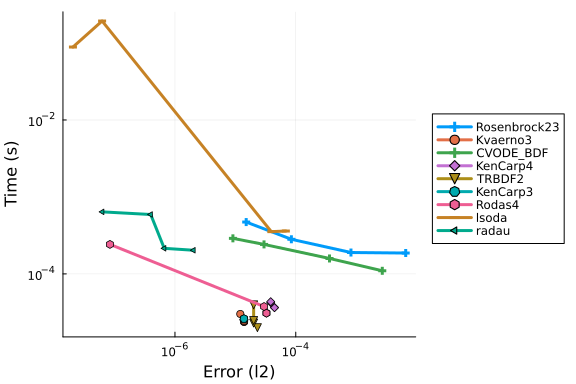 Time (s)
10⁻²
10⁻⁴
10⁻⁶
10⁻⁴
Error (l2)
Rosenbrock23
Kvaerno3
CVODE_BDF
KenCarp4
TRBDF2
KenCarp3
Rodas4
lsoda
radau